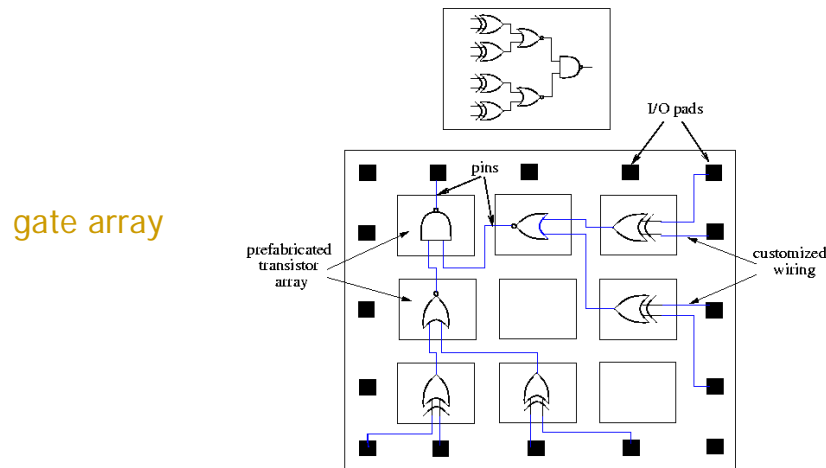 I/O pads
pins
gate array
prefabricated
transistor
array
customized
wiring